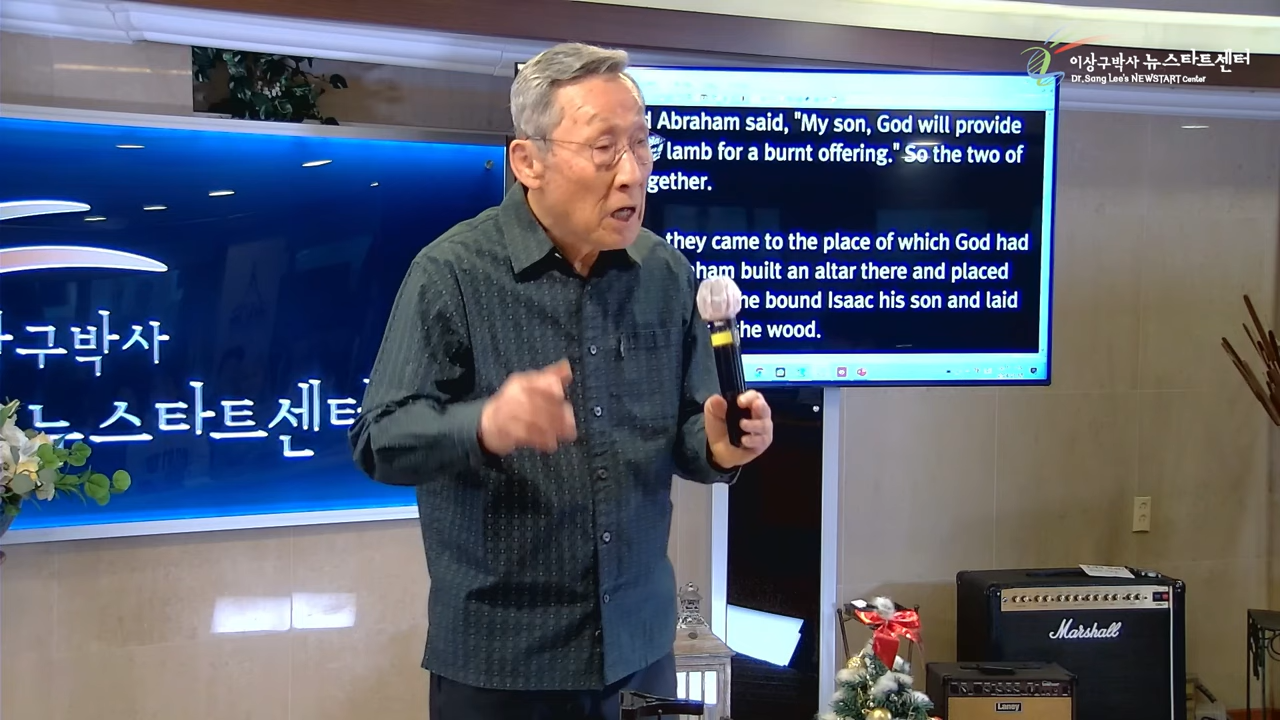 이상구박사 뉴스타트센터
Dr. Sang Lee's NEWSTART Center
Abraham said, "My son, God will provide
lamb for a burnt offering." So the two of
gether.
they came to the place of which God had
ham built an altar there and placed
he bound Isaac his son and laid
the wood.
구박사
뉴스타트센터
Marshall
Laney